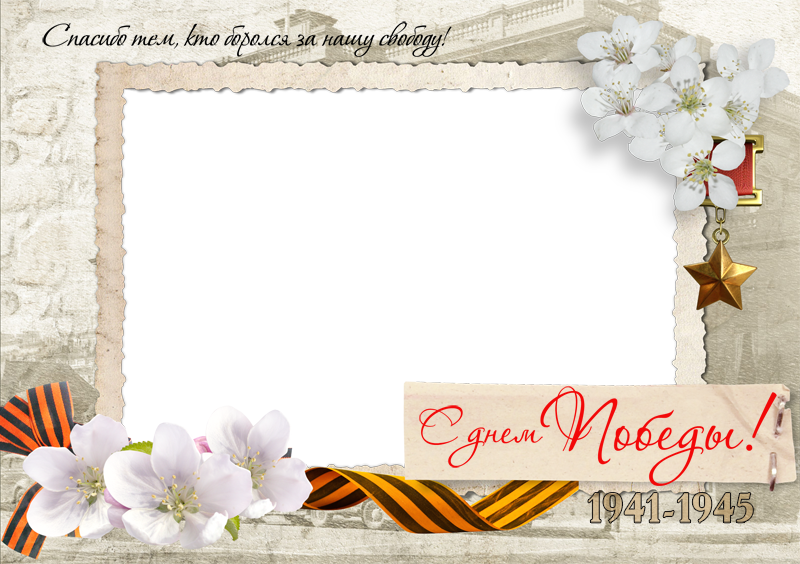 Спасибо тем, кто боролся за нашу свободу!
С днем Победы!
1941-1945